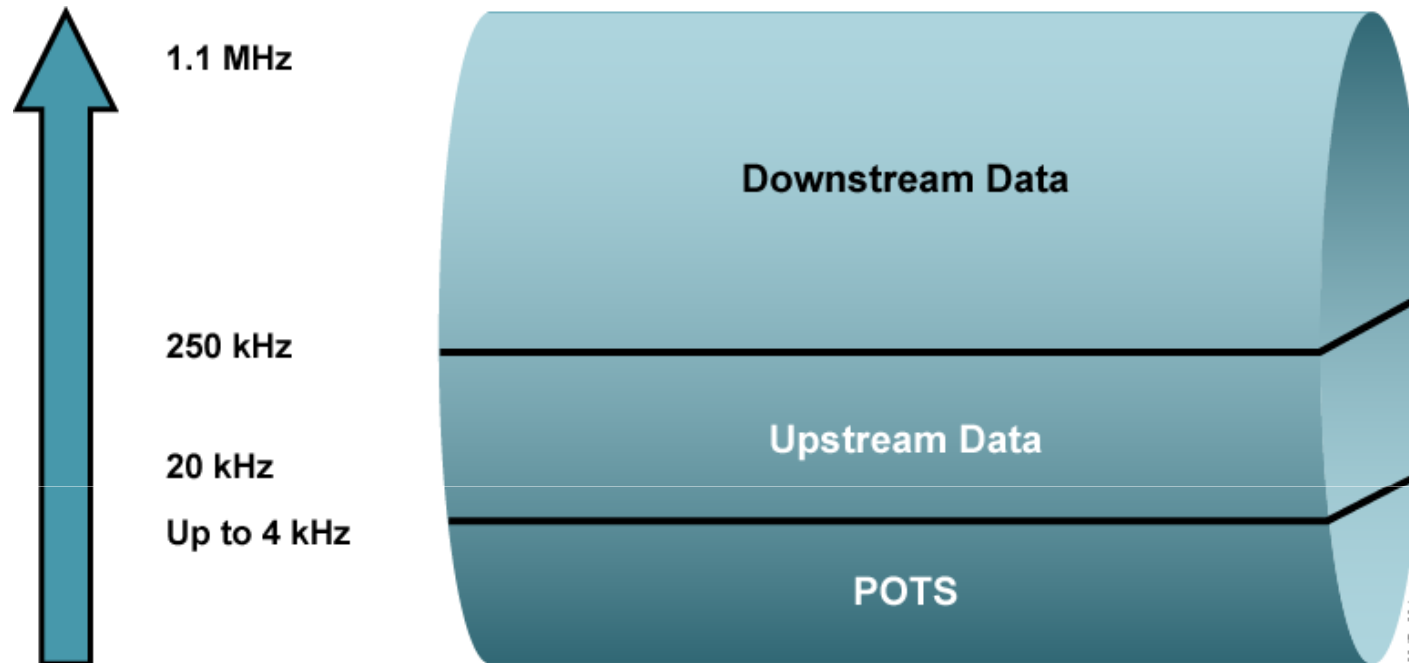 1.1 MHz
Downstream Data
250 kHz
Upstream Data
20 kHz
Up to 4 kHz
POTS